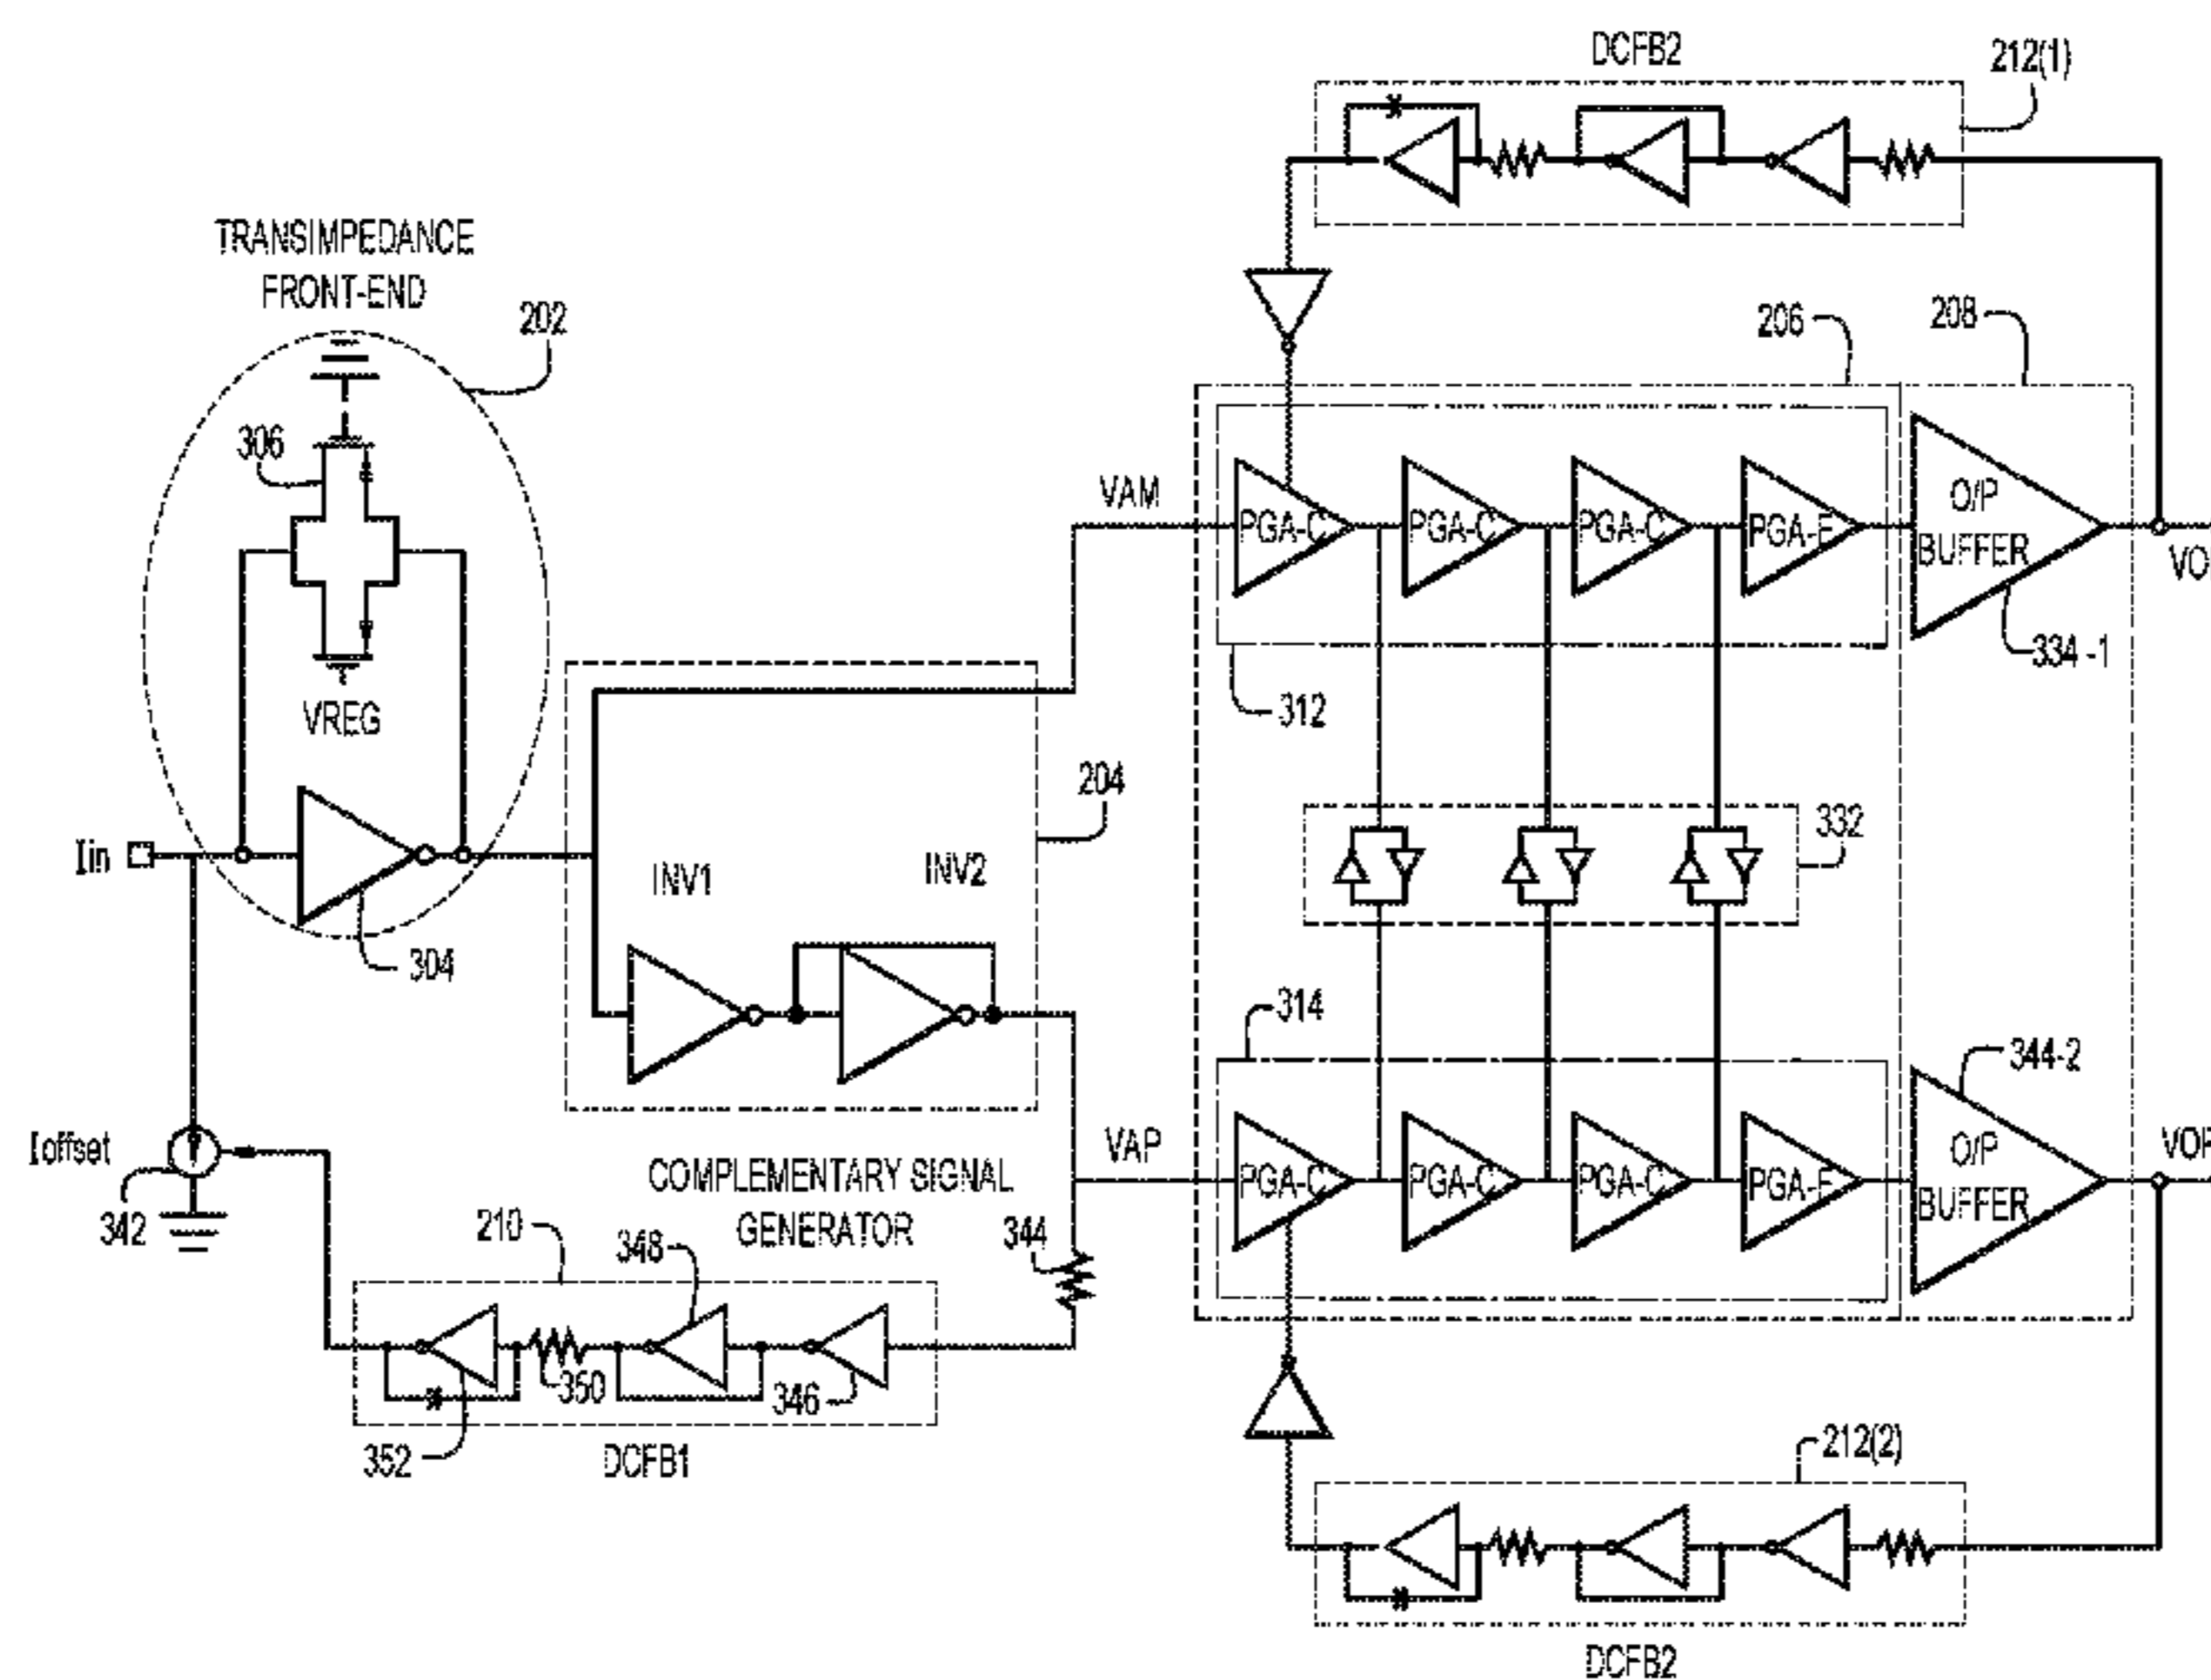 DCFB2
212(1)
TRANSIMPEDANCE
FRONT-END
202
206
208
306
VAM
PGA-C
PGA-C
PGA-C
PGA-F
O/P
BUFFER
VO
334-1
VREG
312
204
332
Iin
INV1
INV2
304
314
344-2
Ioffset
342
COMPLEMENTARY SIGNAL
GENERATOR
VAP
PGA-C
PGA-C
PGA-C
PGA-F
O/P
BUFFER
VOP
210
348
344
350
346
352
DCFB1
212(2)
DCFB2